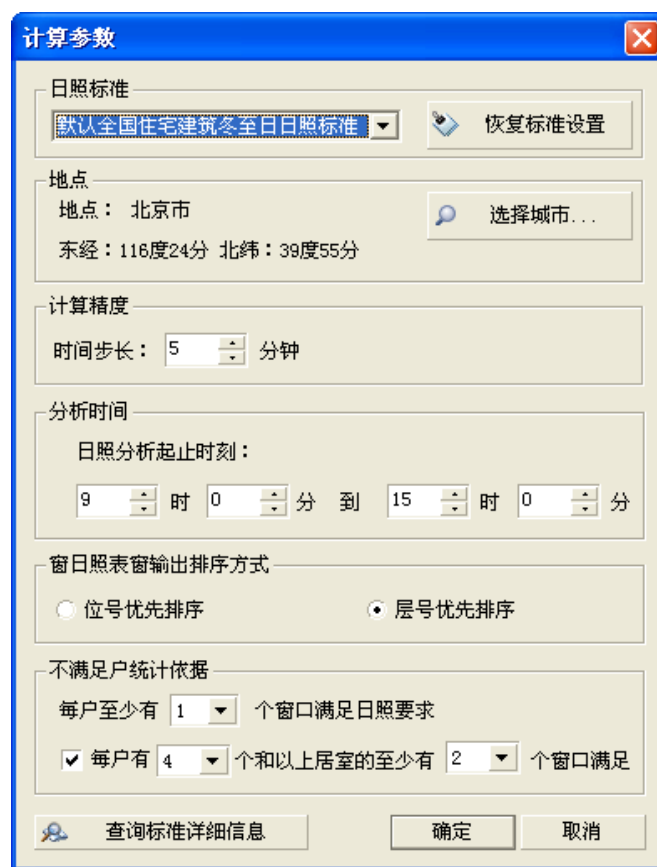 计算参数
日照标准
默认全国住宅建筑冬至日日照标准
恢复标准设置
地点
地点： 北京市
选择城市...
东经：116度24分 北纬：39度55分
计算精度
时间步长： 5 分钟
分析时间
日照分析起止时刻：
9 时 0 分 到 15 时 0 分
窗日照表窗输出排序方式
位号优先排序
层号优先排序
不满足户统计依据
每户至少有 1 个窗口满足日照要求
每户有 4 个和以上居室的至少有 2 个窗口满足
查询标准详细信息
确定
取消